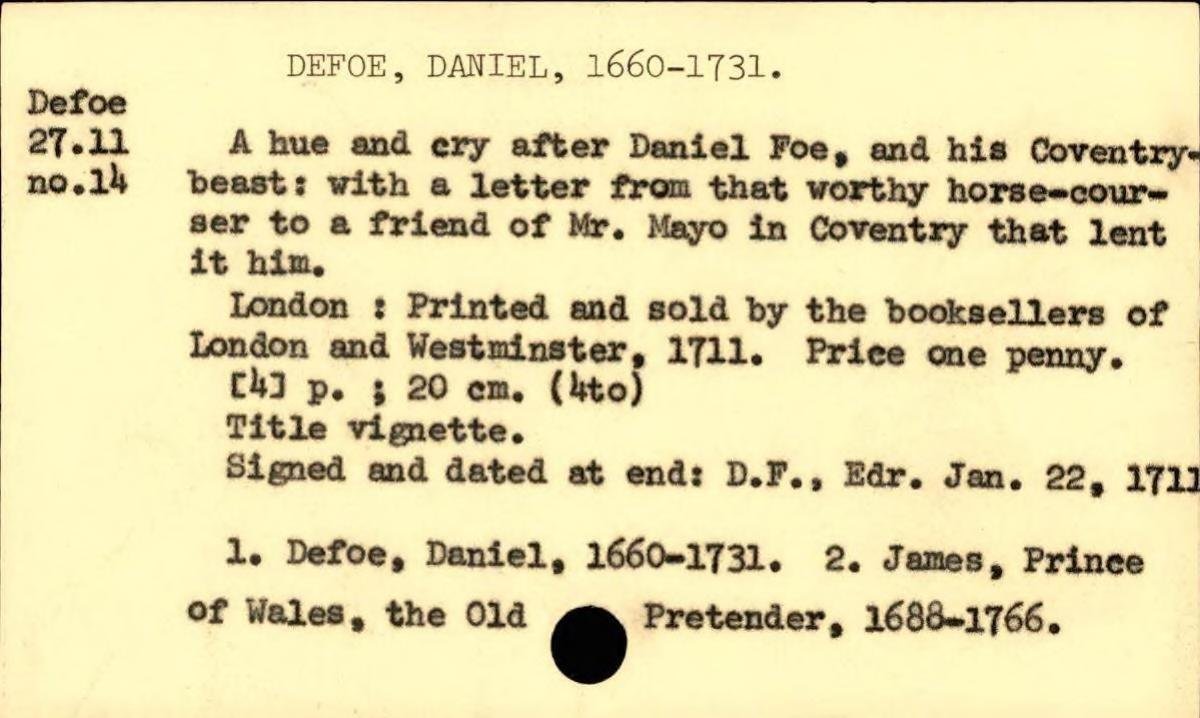 DEFOE, DANIEL, 1660-1731.
Defoe
27.11
no.14
A hue and cry after Daniel Foe, and his Coventry-
beast: with a letter from that worthy horse-cour-
ser to a friend of Mr. Mayo in Coventry that lent
it him.
London : Printed and sold by the booksellers of
London and Westminster, 1711. Price one penny.
[4] p. ; 20 cm. (4to)
Title vignette.
Signed and dated at end: D.F., Edr. Jan. 22, 1711
1. Defoe, Daniel, 1660-1731. 2. James, Prince
of Wales, the Old Pretender, 1688-1766.